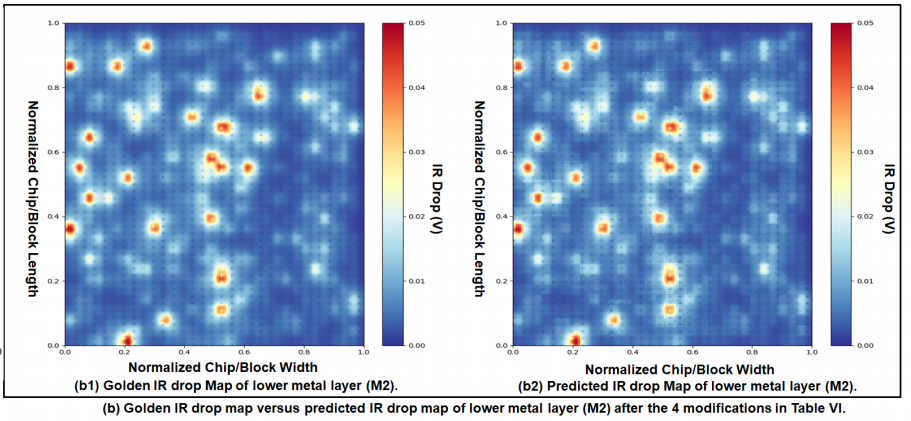 1.0
0.8
0.6
0.4
0.2
0.0
0.0 0.2 0.4 0.6 0.8 1.0
Normalized Chip/Block Length
Normalized Chip/Block Width
0.05
0.04
0.03
0.02
0.01
0.00
IR Drop (V)
(b1) Golden IR drop Map of lower metal layer (M2).
1.0
0.8
0.6
0.4
0.2
0.0
0.0 0.2 0.4 0.6 0.8 1.0
Normalized Chip/Block Length
Normalized Chip/Block Width
0.05
0.04
0.03
0.02
0.01
0.00
IR Drop (V)
(b2) Predicted IR drop Map of lower metal layer (M2).
(b) Golden IR drop map versus predicted IR drop map of lower metal layer (M2) after the 4 modifications in Table VI.